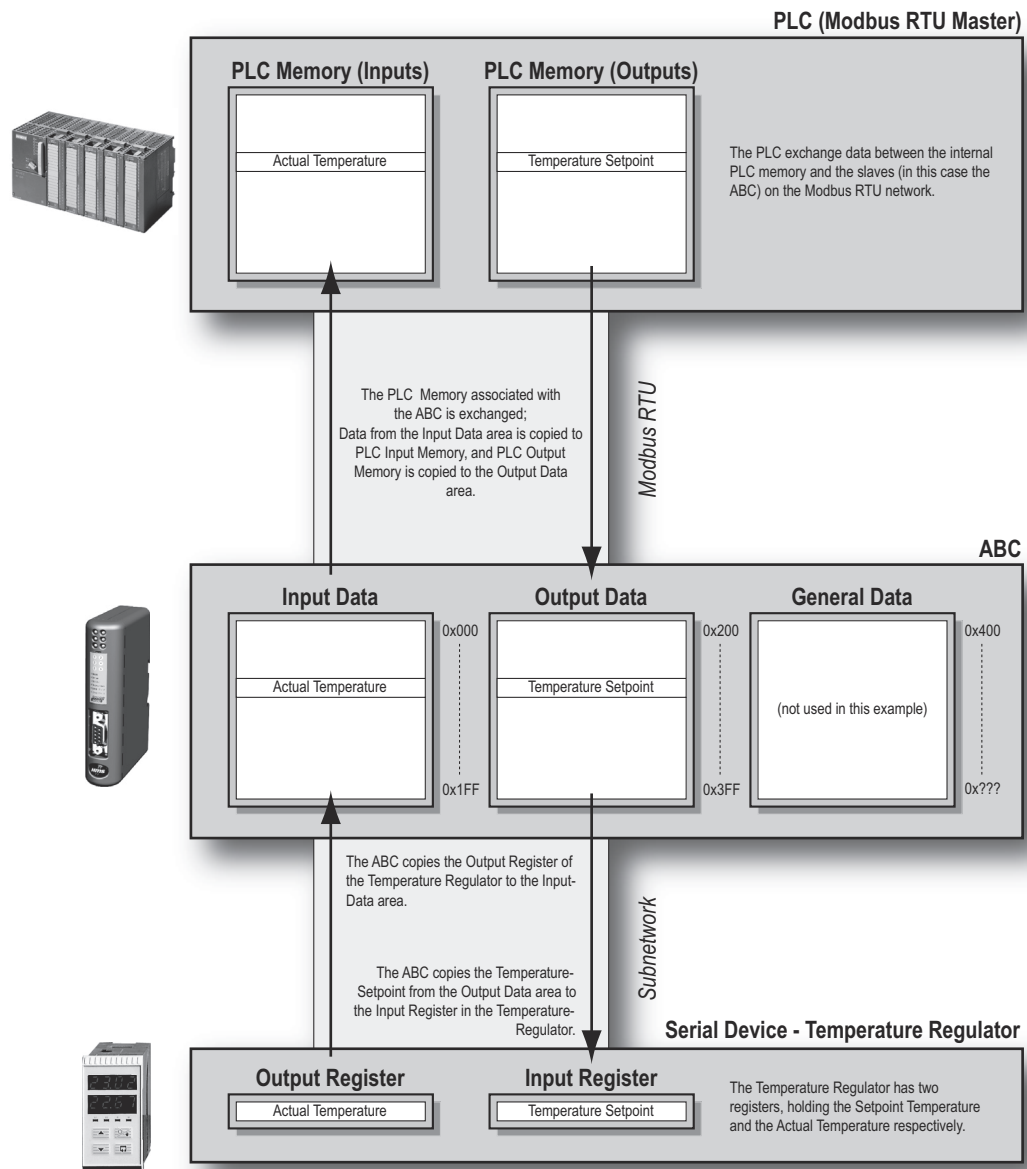 PLC (Modbus RTU Master)
PLC Memory (Inputs)
PLC Memory (Outputs)
Actual Temperature
Temperature Setpoint
The PLC exchange data between the internal
PLC memory and the slaves (in this case the
ABC) on the Modbus RTU network.
The PLC Memory associated with
the ABC is exchanged;
Data from the Input Data area is copied to
PLC Input Memory, and PLC Output
Memory is copied to the Output Data
area.
Modbus RTU
ABC
Input Data
Output Data
General Data
0x000
0x200
0x400
Actual Temperature
Temperature Setpoint
(not used in this example)
0x1FF
0x3FF
0x???
The ABC copies the Output Register of
the Temperature Regulator to the Input-
Data area.
The ABC copies the Temperature-
Setpoint from the Output Data area to
the Input Register in the Temperature-
Regulator.
Subnetwork
Serial Device - Temperature Regulator
Output Register
Input Register
Actual Temperature
Temperature Setpoint
The Temperature Regulator has two
registers, holding the Setpoint Temperature
and the Actual Temperature respectively.